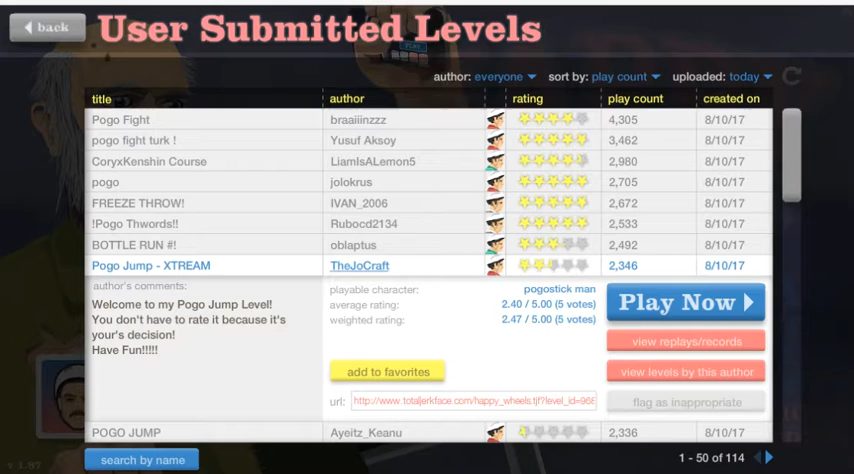 back
User Submitted Levels
author: everyone sort by: play count uploaded: today
title author rating play count created on
Pogo Fight braaiiinzzz 4,305 8/10/17
pogo fight turk ! Yusuf Aksoy 3,462 8/10/17
CoryxKenshin Course LiamIsALemon5 2,980 8/10/17
pogo jolokrus 2,705 8/10/17
FREEZE THROW! IVAN_2006 2,672 8/10/17
!Pogo Thwords!! Rubocd2134 2,533 8/10/17
BOTTLE RUN #! oblaptus 2,492 8/10/17
Pogo Jump - XTREAM TheJoCraft 2,346 8/10/17
author's comments:
Welcome to my Pogo Jump Level!
You don't have to rate it because it's
your's decision!
Have Fun!!!!!
playable character: pogostick man
average rating: 2.40 / 5.00 (5 votes)
weighted rating: 2.47 / 5.00 (5 votes)
add to favorites
url: http://www.totaljerkface.com/happy_wheels.tjf?level_id=968
Play Now
view replays/records
view levels by this author
flag as inappropriate
POGO JUMP Ayeitz_Keanu 2,336 8/10/17
search by name
1 - 50 of 114
v 1.87